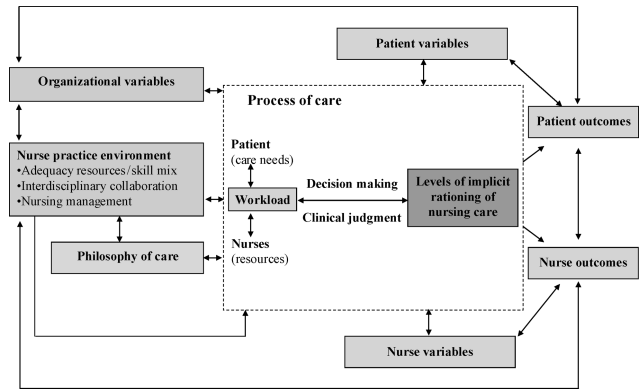 Patient variables
Organizational variables
Process of care
Patient outcomes
Nurse practice environment
•Adequacy resources/skill mix
•Interdisciplinary collaboration
•Nursing management
Patient
(care needs)
Workload
Decision making
Clinical judgment
Levels of implicit
rationing of
nursing care
Nurses
(resources)
Philosophy of care
Nurse outcomes
Nurse variables